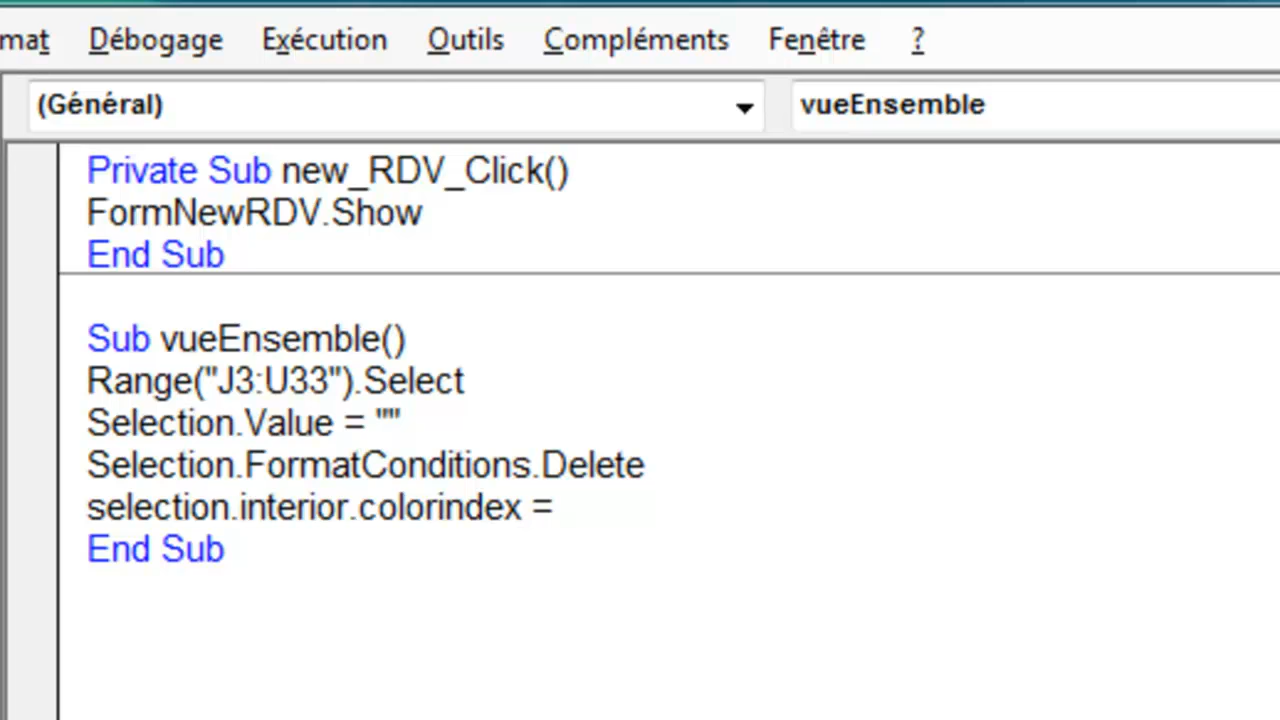 mat Débogage Exécution Outils Compléments Fenêtre ?
(Général) vueEnsemble
Private Sub new_RDV_Click()
FormNewRDV.Show
End Sub
Sub vueEnsemble()
Range("J3:U33").Select
Selection.Value = ""
Selection.FormatConditions.Delete
selection.interior.colorindex =
End Sub